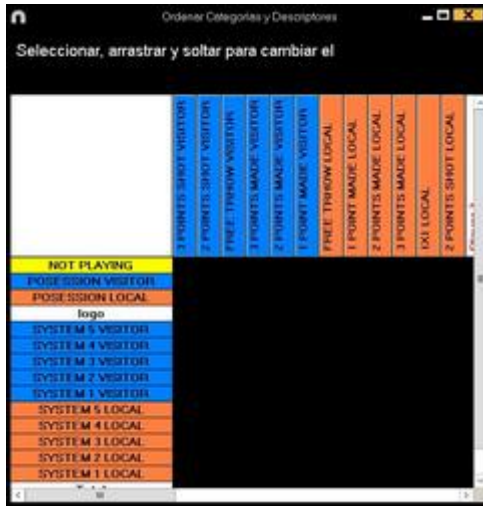 Ordenar Categorias y Descriptores
Seleccionar, arrastrar y soltar para cambiar el
3 POINTS SHOT VISITOR
2 POINTS SHOT VISITOR
FREE TRHOW VISITOR
3 POINTS MADE VISITOR
2 POINTS MADE VISITOR
1 POINT MADE VISITOR
FREE TRHOW LOCAL
1 POINT MADE LOCAL
2 POINTS MADE LOCAL
3 POINTS MADE LOCAL
1X1 LOCAL
2 POINTS SHOT LOCAL
NOT PLAYING
POSESSION VISITOR
POSESSION LOCAL
logo
SYSTEM 5 VISITOR
SYSTEM 4 VISITOR
SYSTEM 3 VISITOR
SYSTEM 2 VISITOR
SYSTEM 1 VISITOR
SYSTEM 5 LOCAL
SYSTEM 4 LOCAL
SYSTEM 3 LOCAL
SYSTEM 2 LOCAL
SYSTEM 1 LOCAL